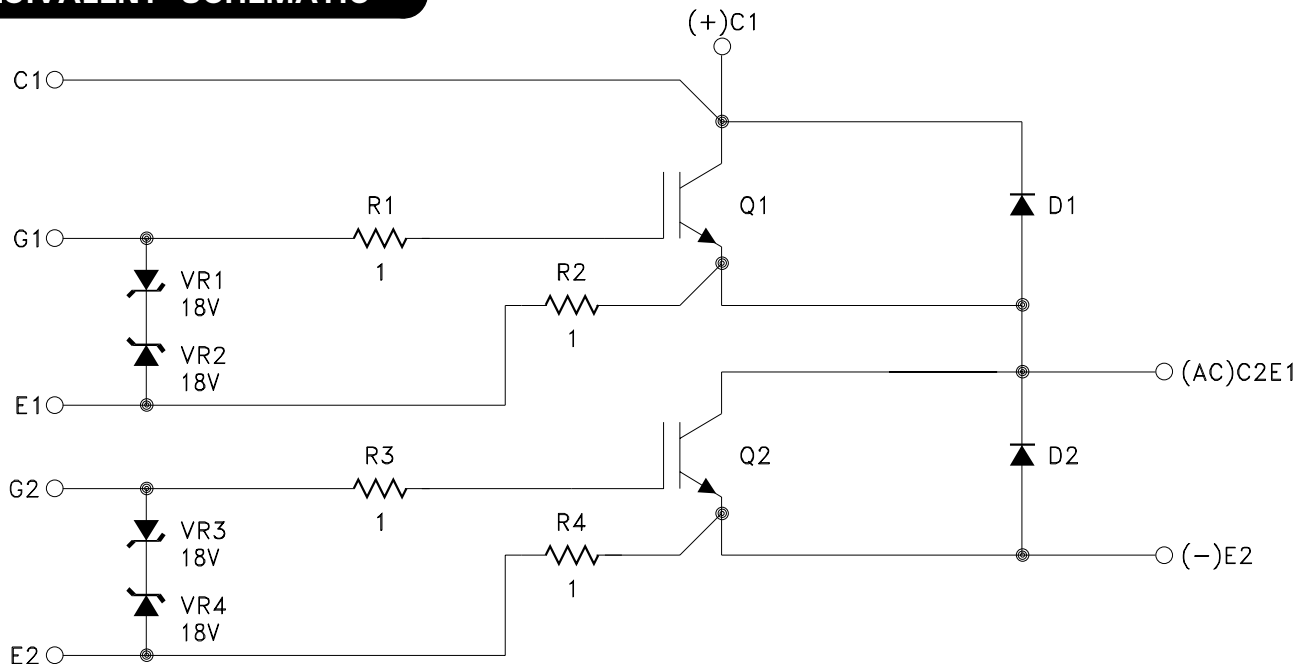 SCHEMATIC
(+)C1
C1
R1
Q1
D1
G1
1
R2
VR1
18V
1
VR2
18V
(AC)C2E1
E1
R3
Q2
D2
G2
1
R4
VR3
18V
(-)E2
1
VR4
18V
E2